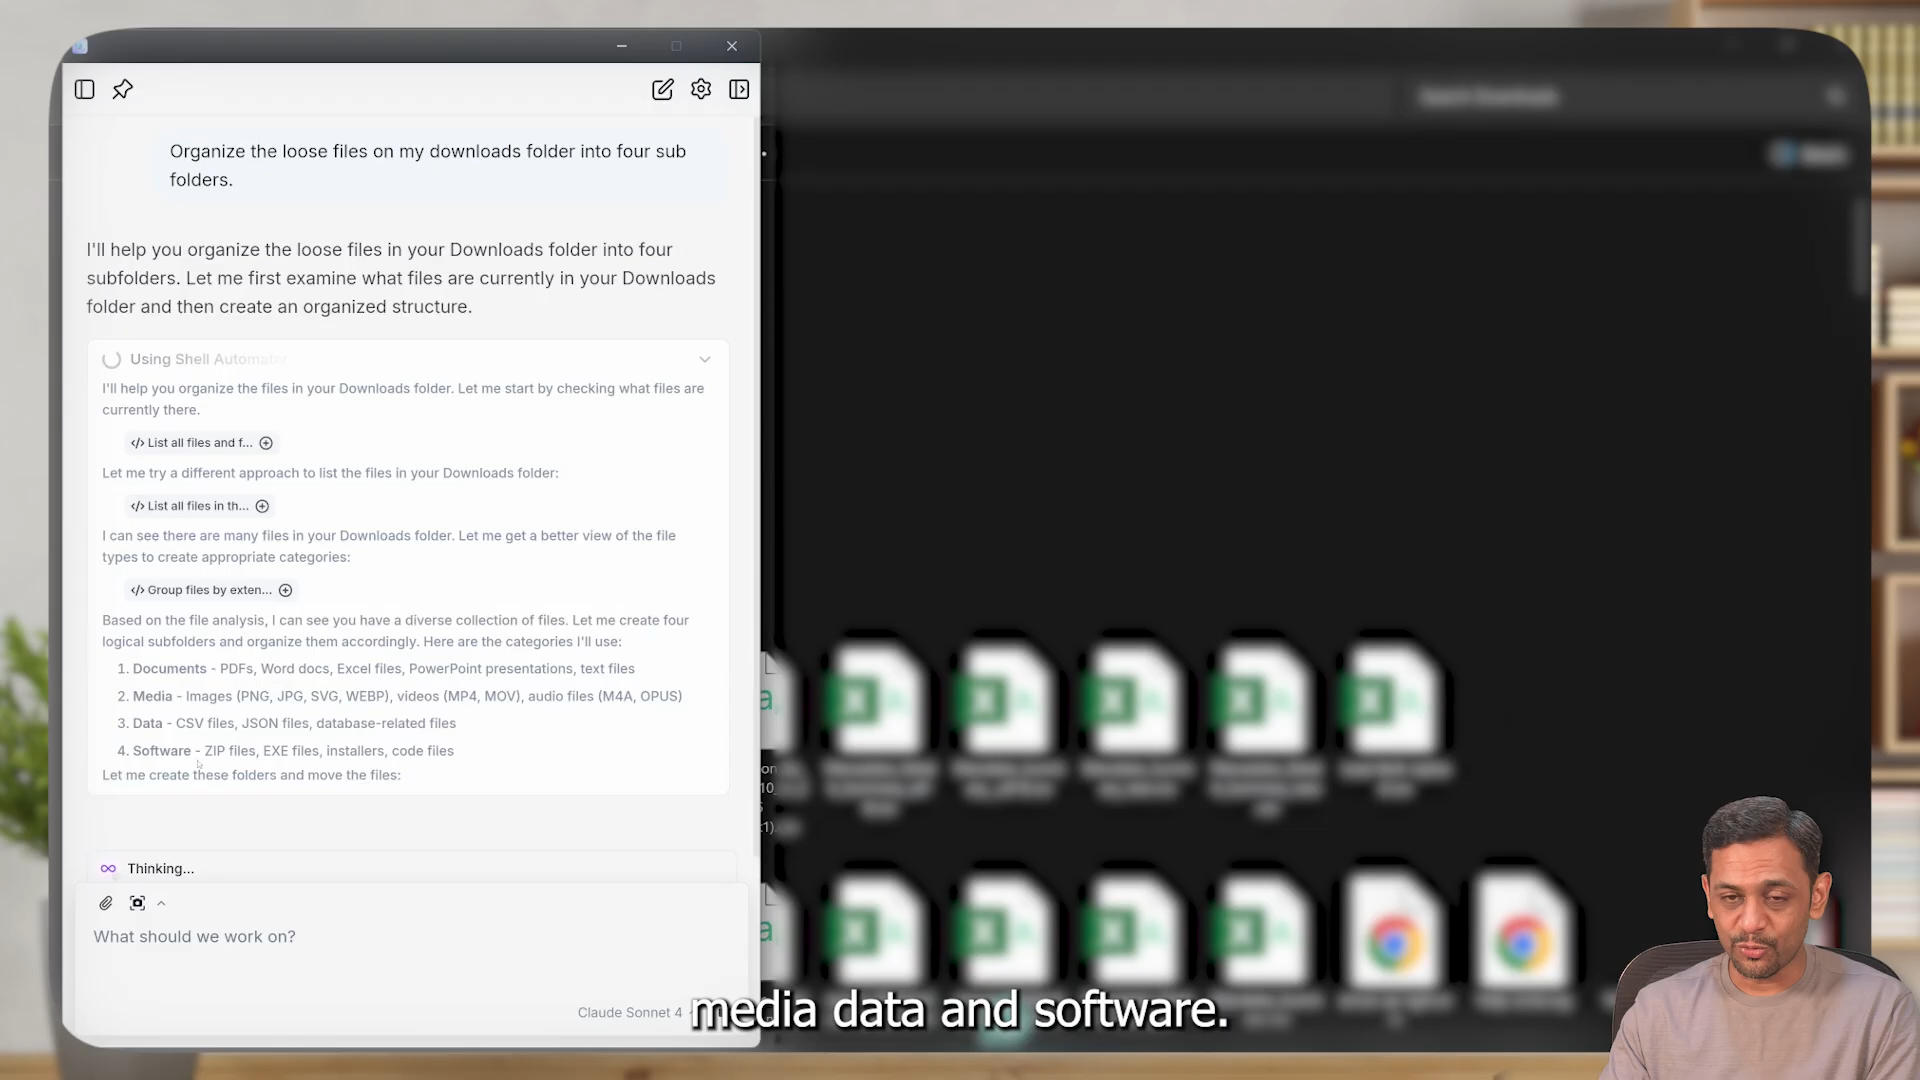 Organize the loose files on my downloads folder into four sub
folders.
I'll help you organize the loose files in your Downloads folder into four
subfolders. Let me first examine what files are currently in your Downloads
folder and then create an organized structure.
Using Shell Automator
I'll help you organize the files in your Downloads folder. Let me start by checking what files are
currently there.
</> List all files and f...
Let me try a different approach to list the files in your Downloads folder:
</> List all files in th...
I can see there are many files in your Downloads folder. Let me get a better view of the file
types to create appropriate categories:
</> Group files by exten...
Based on the file analysis, I can see you have a diverse collection of files. Let me create four
logical subfolders and organize them accordingly. Here are the categories I'll use:
1. Documents - PDFs, Word docs, Excel files, PowerPoint presentations, text files
2. Media - Images (PNG, JPG, SVG, WEBP), videos (MP4, MOV), audio files (M4A, OPUS)
3. Data - CSV files, JSON files, database-related files
4. Software - ZIP files, EXE files, installers, code files
Let me create these folders and move the files:
Thinking...
What should we work on?
Claude Sonnet 4
media data and software.